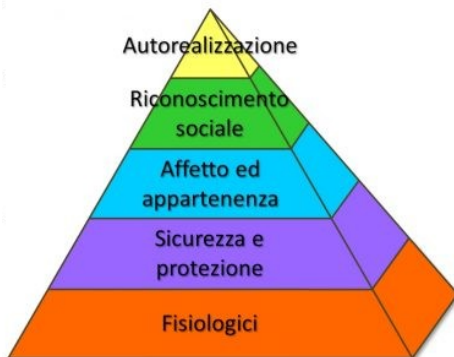 Autorealizzazione
Riconoscimento
sociale
Affetto ed
appartenenza
Sicurezza e
protezione
Fisiologici